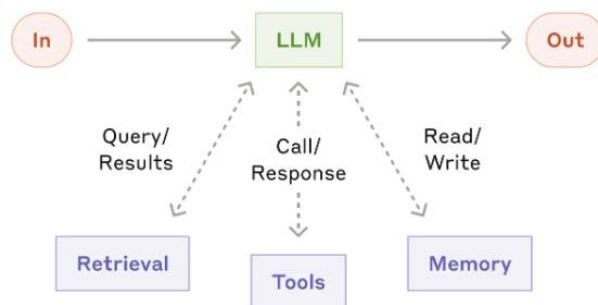 In
LLM
Out
Query/
Results
Call/
Response
Read/
Write
Retrieval
Tools
Memory